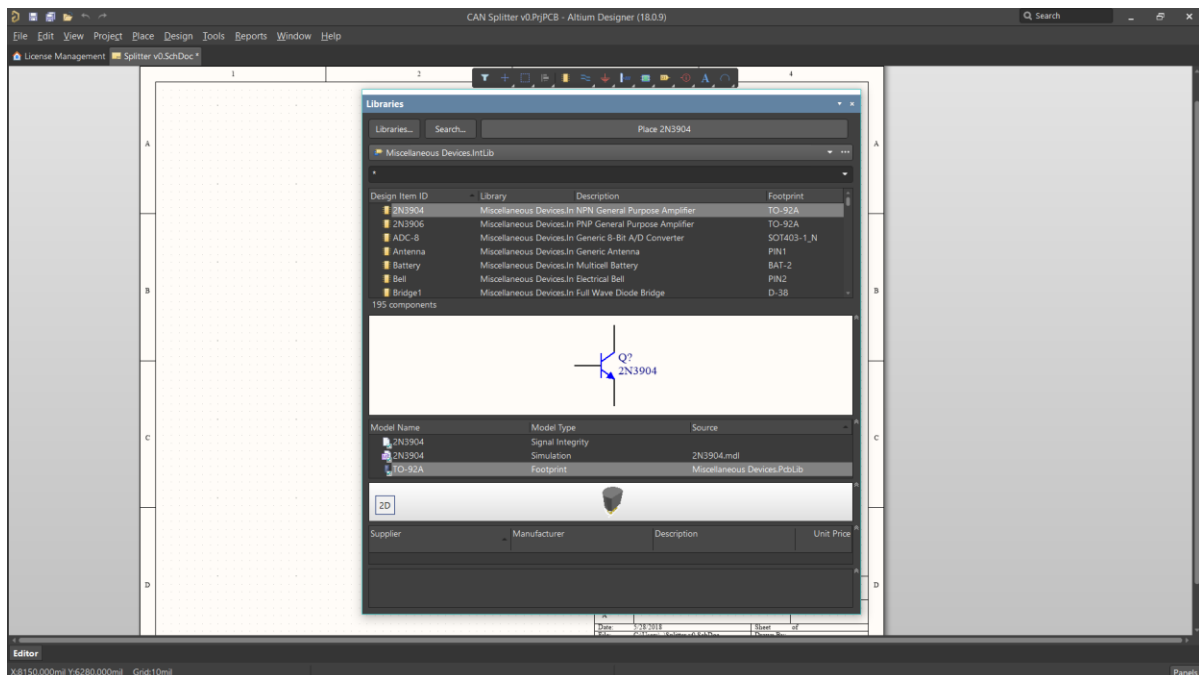 CAN Splitter v0.PrjPCB - Altium Designer (18.0.9)
Search
File Edit View Project Place Design Tools Reports Window Help
License Management Splitter v0.SchDoc *
1 2 4
Libraries
Libraries... Search... Place 2N3904
A A
Miscellaneous Devices.IntLib
*
Design Item ID Library Description Footprint
2N3904 Miscellaneous Devices.In NPN General Purpose Amplifier TO-92A
2N3906 Miscellaneous Devices.In PNP General Purpose Amplifier TO-92A
ADC-8 Miscellaneous Devices.In Generic 8-Bit A/D Converter SOT403-1_N
Antenna Miscellaneous Devices.In Generic Antenna PIN1
Battery Miscellaneous Devices.In Multicell Battery BAT-2
Bell Miscellaneous Devices.In Electrical Bell PIN2
B B
Bridge1 Miscellaneous Devices.In Full Wave Diode Bridge D-38
195 components
Q?
2N3904
Model Name Model Type Source
C C
2N3904 Signal Integrity
2N3904 Simulation 2N3904.mdl
TO-92A Footprint Miscellaneous Devices.PcbLib
2D
Supplier Manufacturer Description Unit Price
D D
A
Date: 5/28/2018 Sheet of
Editor
X:8150.000mil Y:6280.000mil Grid:10mil
Panels